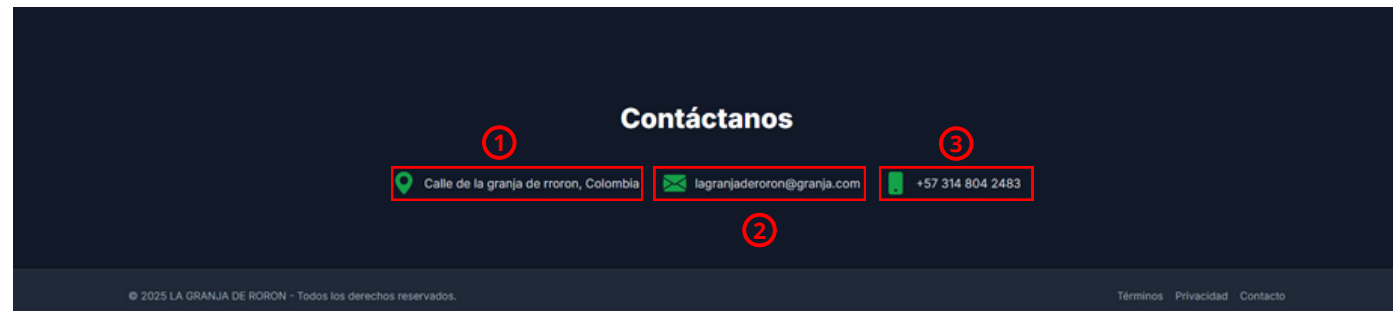 Contáctanos
1 3
Calle de la granja de rroron, Colombia lagranjaderoron@granja.com +57 314 804 2483
2
© 2025 LA GRANJA DE RORON - Todos los derechos reservados. Términos Privacidad Contacto